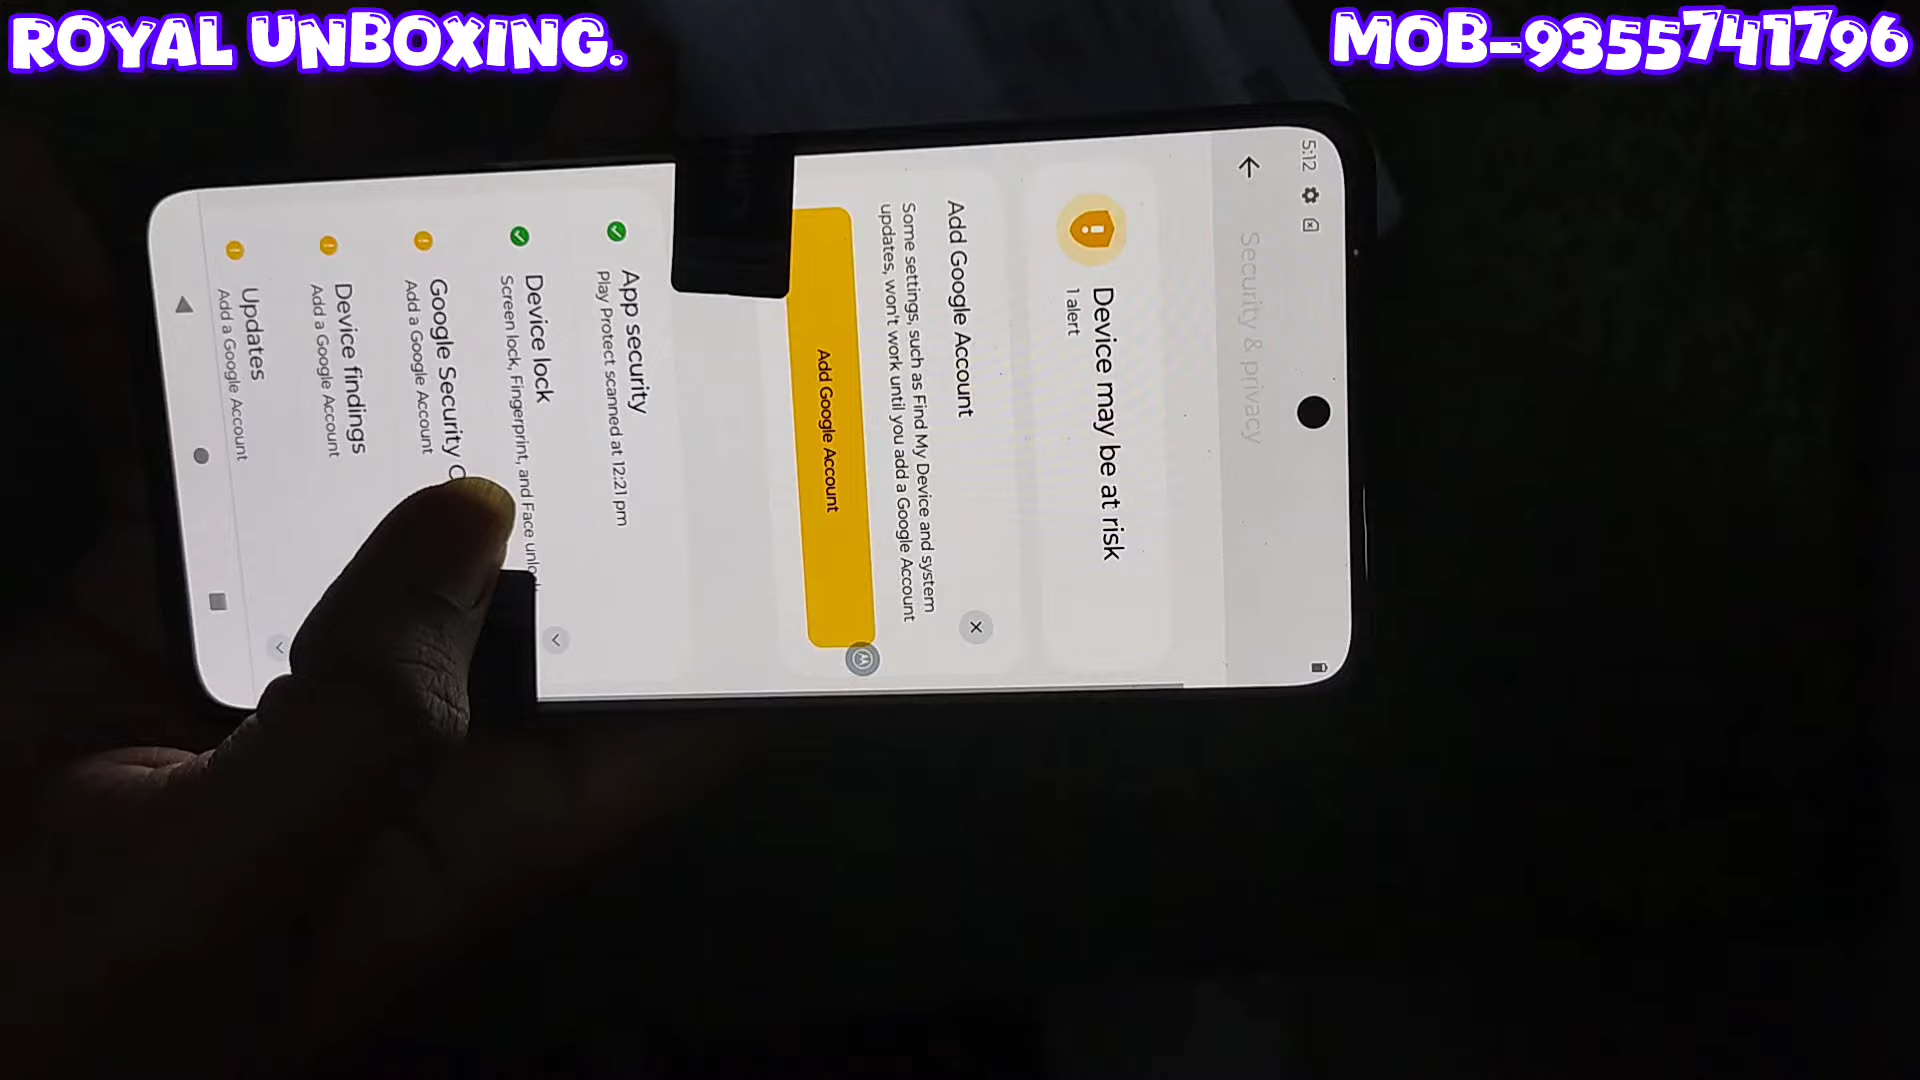 ROYAL UNBOXING.
MOB-9355741796
5:12
Security & privacy
Device may be at risk
1 alert
Add Google Account
Some settings, such as Find My Device and system
updates, won't work until you add a Google Account
Add Google Account
App security
Play Protect scanned at 12:21 pm
Device lock
Screen lock, Fingerprint, and Face
Google Security
Add a Google Account
Device findings
Add a Google Account
Updates
Add a Google Account